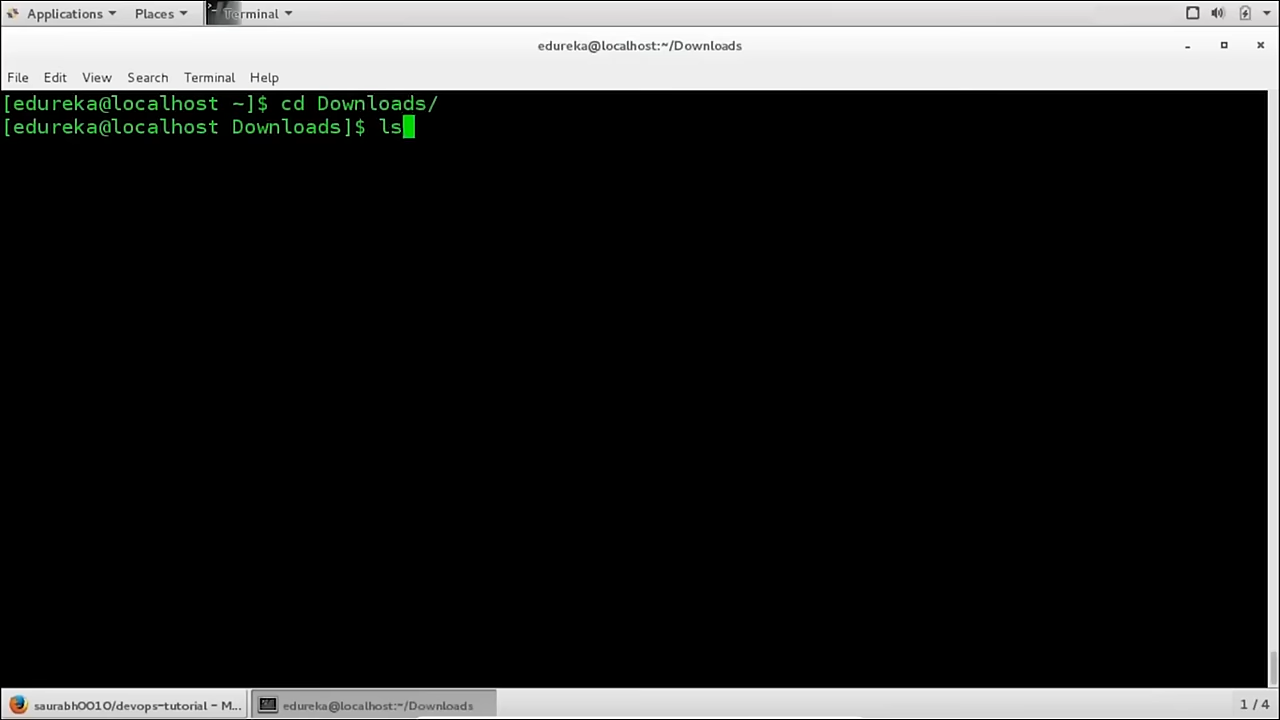 Applications Places Terminal
edureka@localhost:~/Downloads
File Edit View Search Terminal Help
[edureka@localhost ~]$ cd Downloads/
[edureka@localhost Downloads]$ ls
saurabh0010/devops-tutorial - M... edureka@localhost:~/Downloads 1 / 4